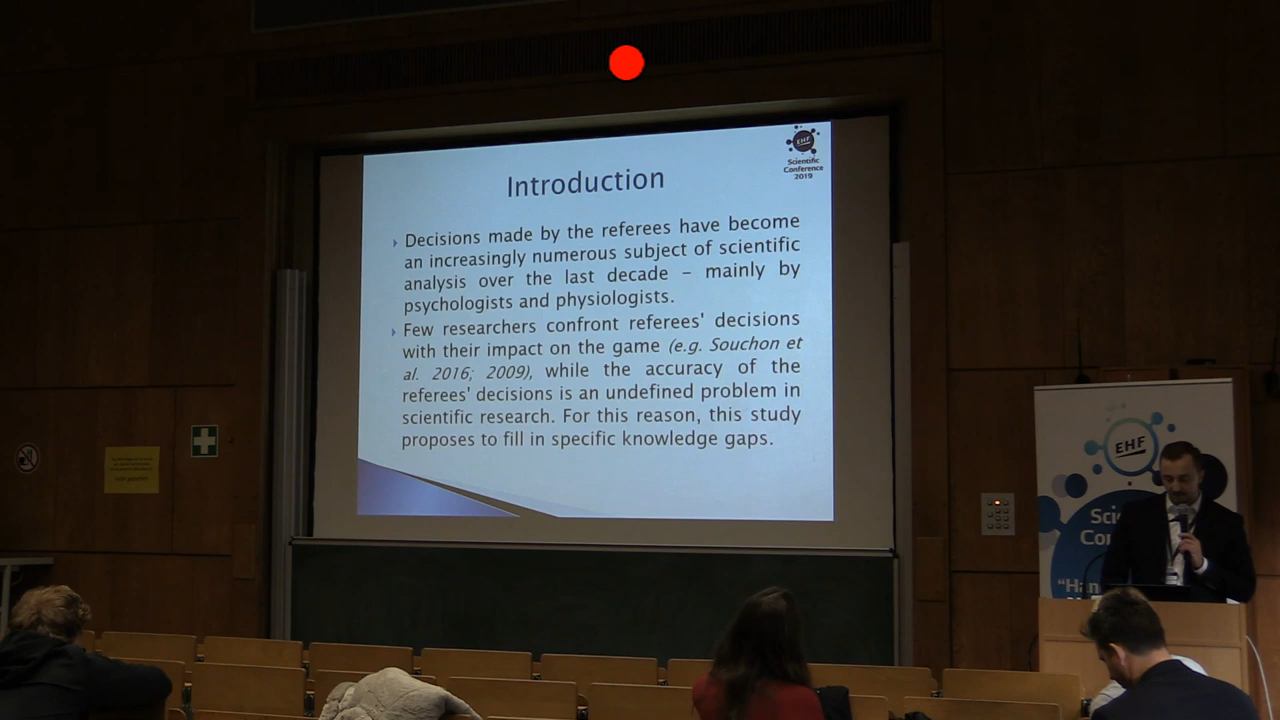 EHF
Scientific
Conference
2019
Introduction
Decisions made by the referees have become
an increasingly numerous subject of scientific
analysis over the last decade – mainly by
psychologists and physiologists.
Few researchers confront referees' decisions
with their impact on the game (e.g. Souchon et
al. 2016; 2009), while the accuracy of the
referees' decisions is an undefined problem in
scientific research. For this reason, this study
proposes to fill in specific knowledge gaps.
EHF
Sci
Co
"Han